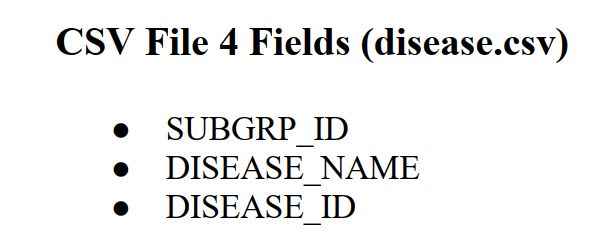 CSV File 4 Fields (disease.csv)
● SUBGRP_ID
● DISEASE_NAME
● DISEASE_ID